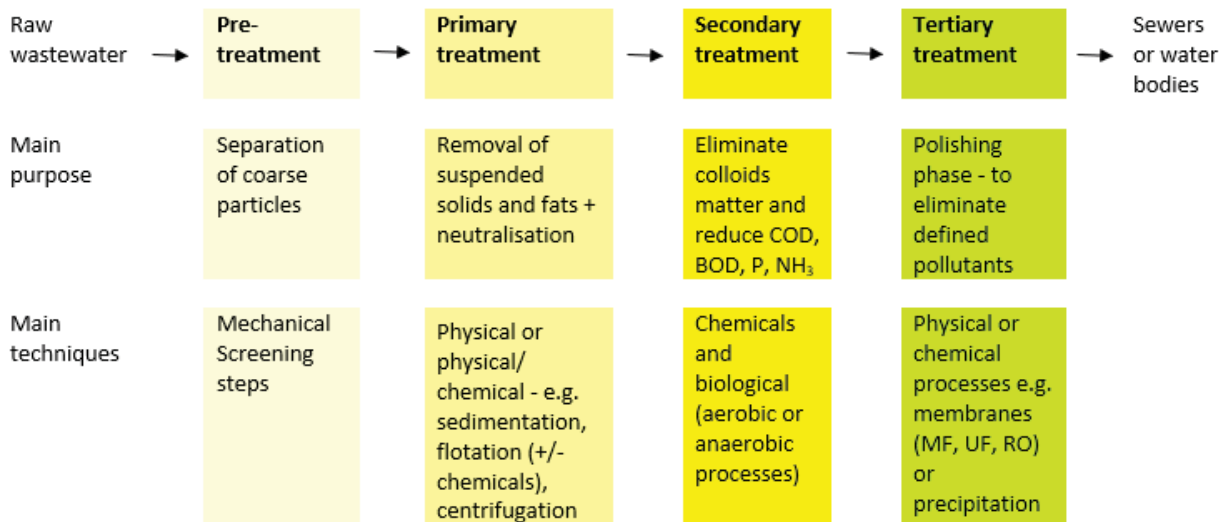 Raw
wastewater
Pre-
treatment
Primary
treatment
Secondary
treatment
Tertiary
treatment
Sewers
or water
bodies
Main
purpose
Separation
of coarse
particles
Removal of
suspended
solids and fats +
neutralisation
Eliminate
colloids
matter and
reduce COD,
BOD, P, NH₃
Polishing
phase - to
eliminate
defined
pollutants
Main
techniques
Mechanical
Screening
steps
Physical or
physical/
chemical - e.g.
sedimentation,
flotation (+/-
chemicals),
centrifugation
Chemicals
and
biological
(aerobic or
anaerobic
processes)
Physical or
chemical
processes e.g.
membranes
(MF, UF, RO)
or
precipitation